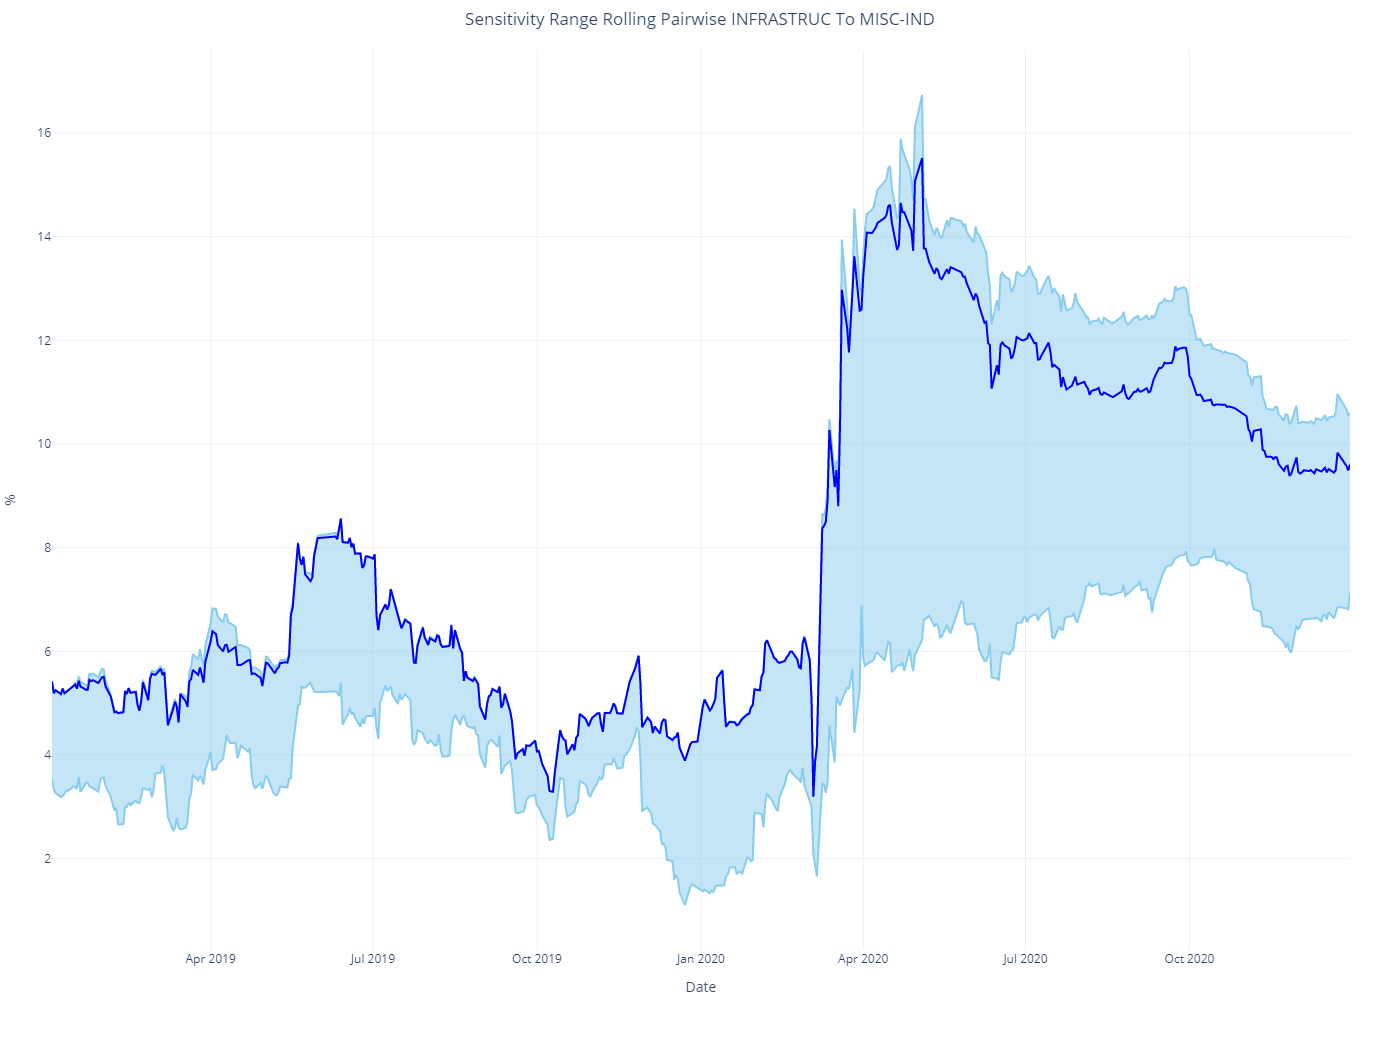 Sensitivity Range Rolling Pairwise INFRASTRUC To MISC-IND
16
14
12
10
8
6
4
2
%
Apr 2019
Jul 2019
Oct 2019
Jan 2020
Apr 2020
Jul 2020
Oct 2020
Date